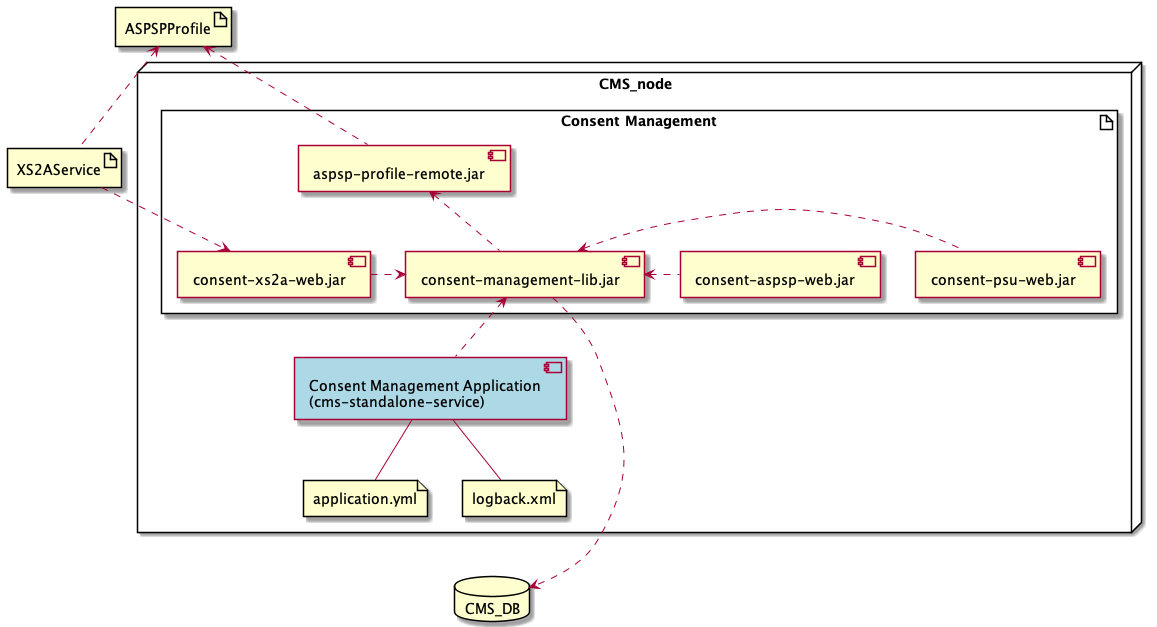 ASPSPProfile
CMS_node
Consent Management
XS2AService
aspsp-profile-remote.jar
consent-xs2a-web.jar
consent-management-lib.jar
consent-aspsp-web.jar
consent-psu-web.jar
Consent Management Application
(cms-standalone-service)
application.yml
logback.xml
CMS_DB